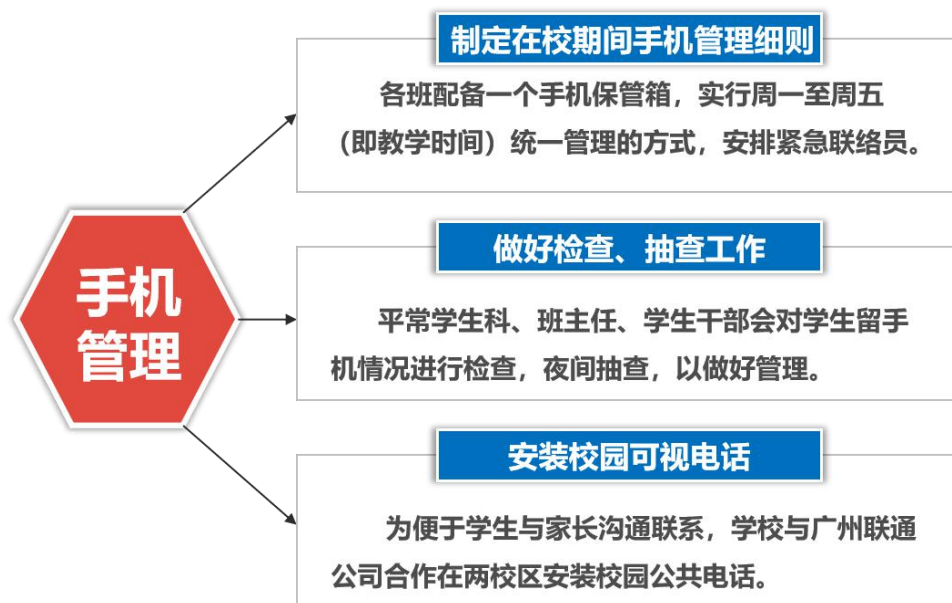 手机
管理
制定在校期间手机管理细则
各班配备一个手机保管箱，实行周一至周五
（即教学时间）统一管理的方式，安排紧急联络员。
做好检查、抽查工作
平常学生科、班主任、学生干部会对学生留手
机情况进行检查，夜间抽查，以做好管理。
安装校园可视电话
为便于学生与家长沟通联系，学校与广州联通
公司合作在两校区安装校园公共电话。